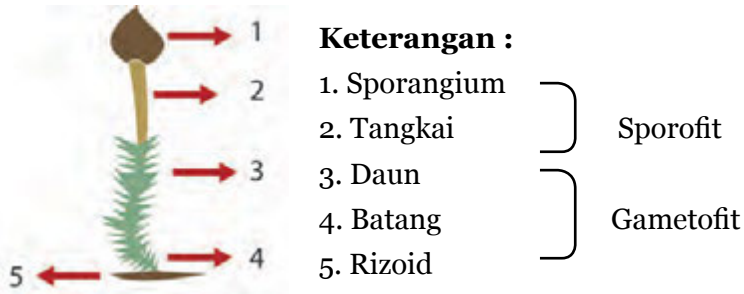 1
2
3
4
5
Keterangan :
1. Sporangium
2. Tangkai
Sporofit
3. Daun
4. Batang
Gametofit
5. Rizoid